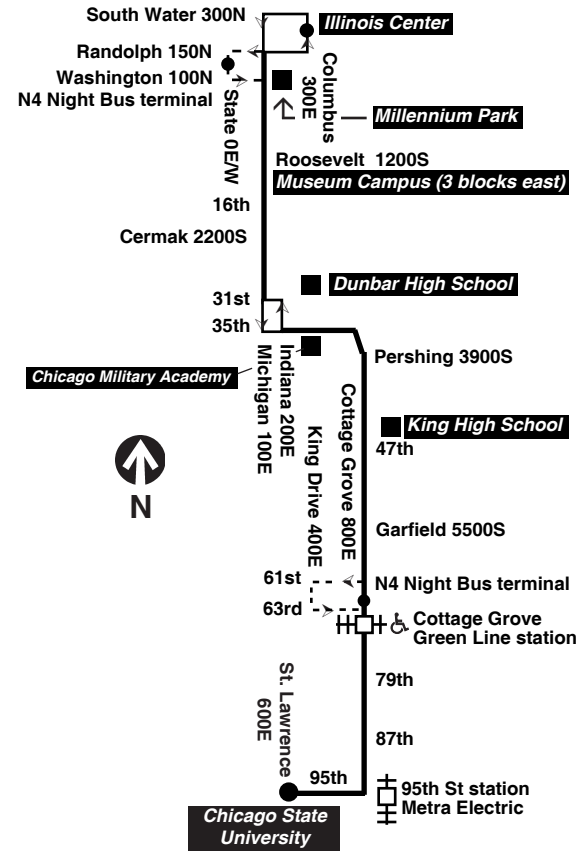 South Water 300N
Illinois Center
Randolph 150N
Washington 100N
N4 Night Bus terminal
State 0E/W
Columbus
300E
Millennium Park
Roosevelt 1200S
Museum Campus (3 blocks east)
16th
Cermak 2200S
Dunbar High School
31st
35th
Pershing 3900S
Chicago Military Academy
Indiana 200E
Michigan 100E
Cottage Grove 800E
King Drive 400E
King High School
47th
N
Garfield 5500S
61st
N4 Night Bus terminal
63rd
Cottage Grove
Green Line station
79th
St. Lawrence
600E
87th
95th
95th St station
Metra Electric
Chicago State
University